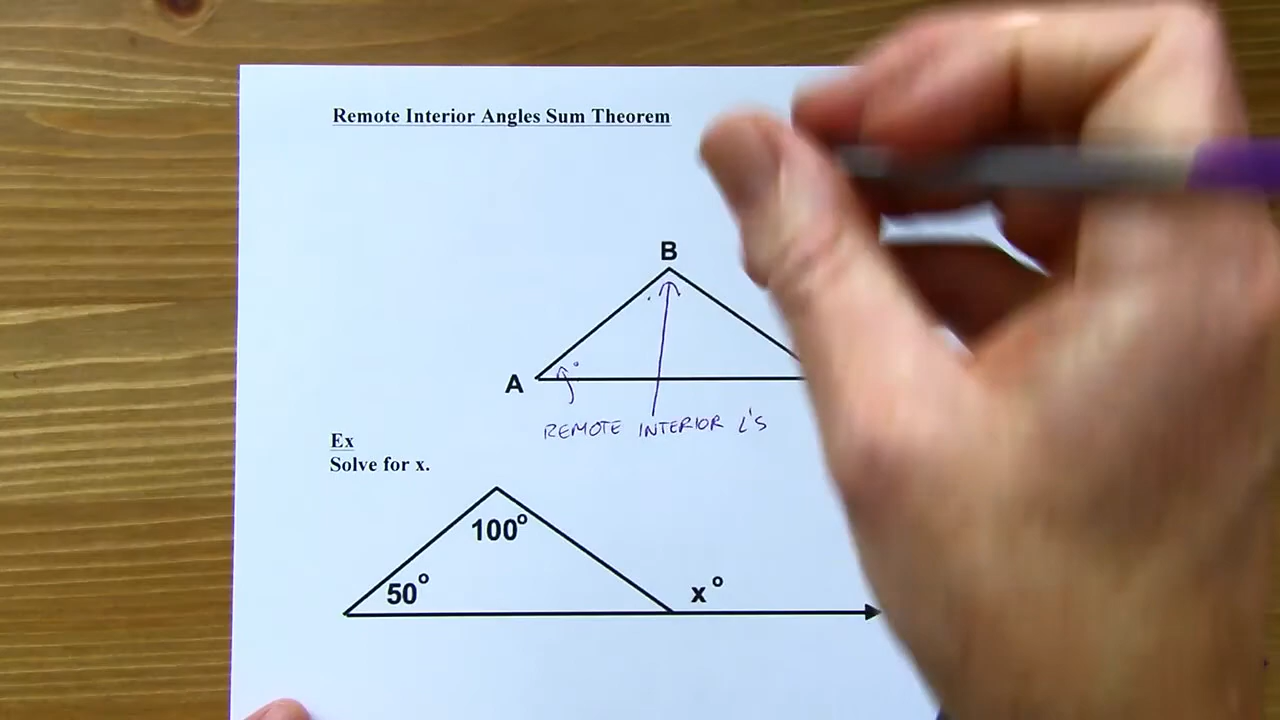 Remote Interior Angles Sum Theorem
B
A
REMOTE INTERIOR ∠'S
Ex
Solve for x.
100°
50°
x°